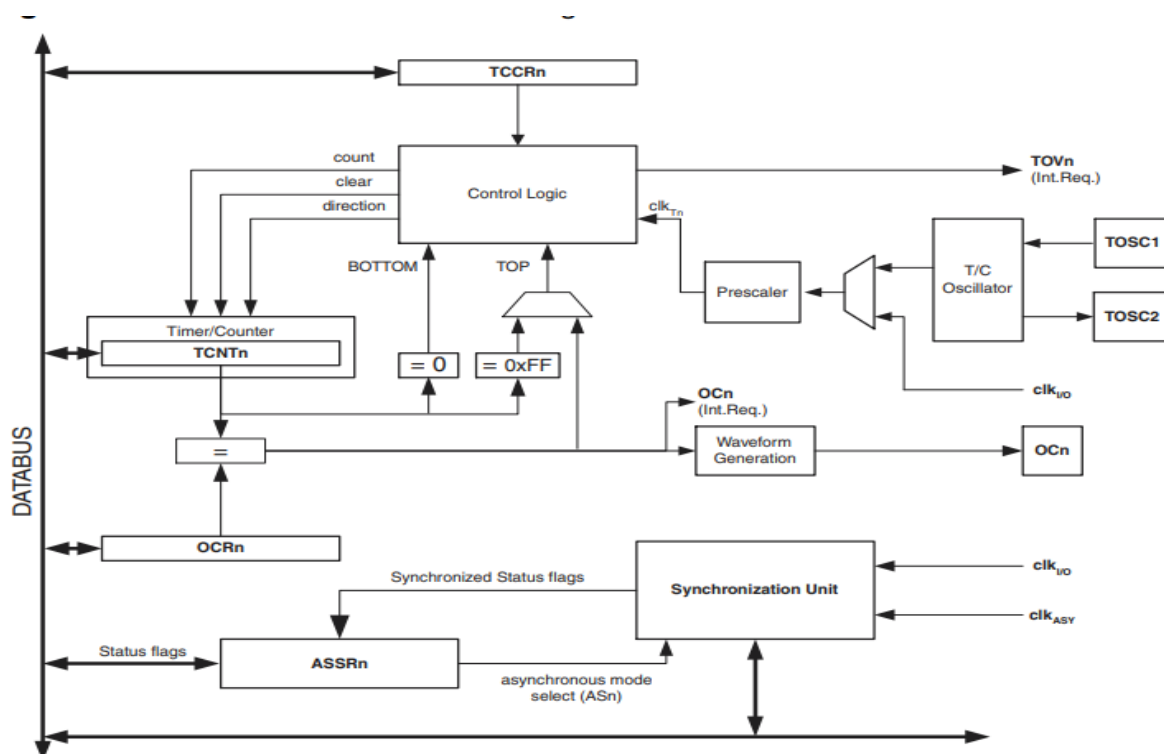 TCCRn
count
clear
direction
Control Logic
TOVn
(Int.Req.)
clkTn
BOTTOM
TOP
Prescaler
T/C
Oscillator
TOSC1
TOSC2
Timer/Counter
TCNTn
= 0
= 0xFF
clkI/O
OCn
(Int.Req.)
=
Waveform
Generation
OCn
DATABUS
OCRn
Synchronized Status flags
Synchronization Unit
clkI/O
clkASY
Status flags
ASSRn
asynchronous mode
select (ASn)